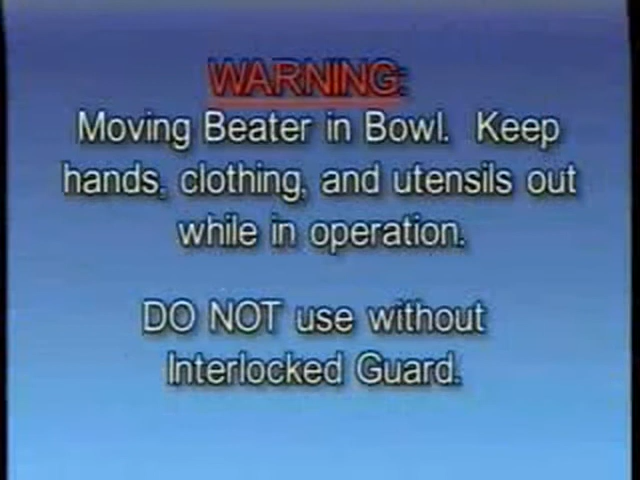 WARNING:
Moving Beater in Bowl. Keep
hands, clothing, and utensils out
while in operation.
DO NOT use without
Interlocked Guard.